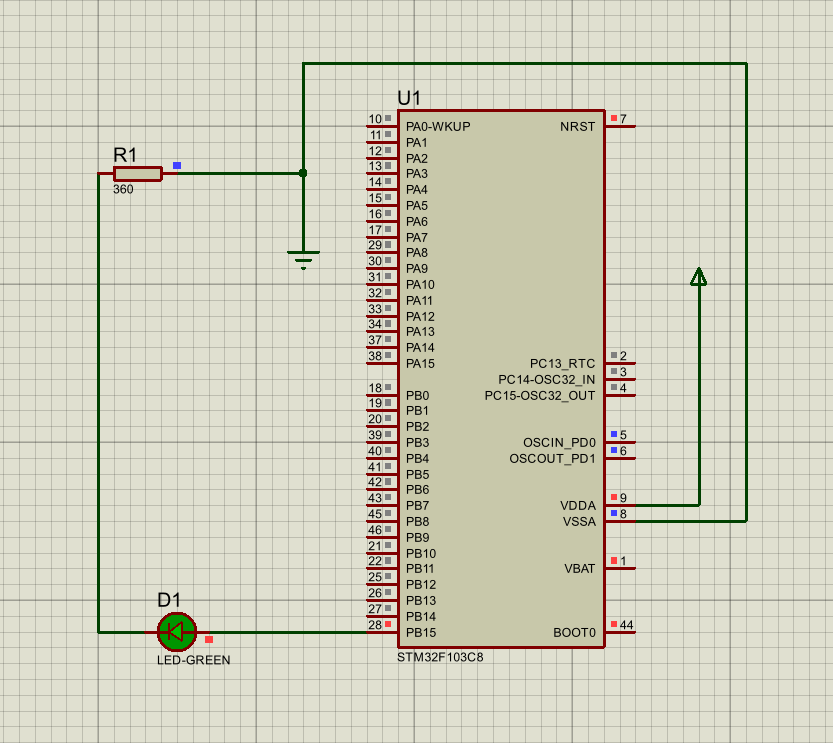 U1
10 PA0-WKUP NRST 7
11 PA1
12 PA2
R1
13 PA3
360
14 PA4
15 PA5
16 PA6
17 PA7
29 PA8
30 PA9
31 PA10
32 PA11
33 PA12
34 PA13
37 PA14
38 PA15 PC13_RTC 2
PC14-OSC32_IN 3
18 PB0 PC15-OSC32_OUT 4
19 PB1
20 PB2
39 PB3 OSCIN_PD0 5
40 PB4 OSCOUT_PD1 6
41 PB5
42 PB6
43 PB7 VDDA 9
45 PB8 VSSA 8
46 PB9
21 PB10
22 PB11 VBAT 1
25 PB12
26 PB13
D1
27 PB14
28 PB15 BOOT0 44
LED-GREEN
STM32F103C8